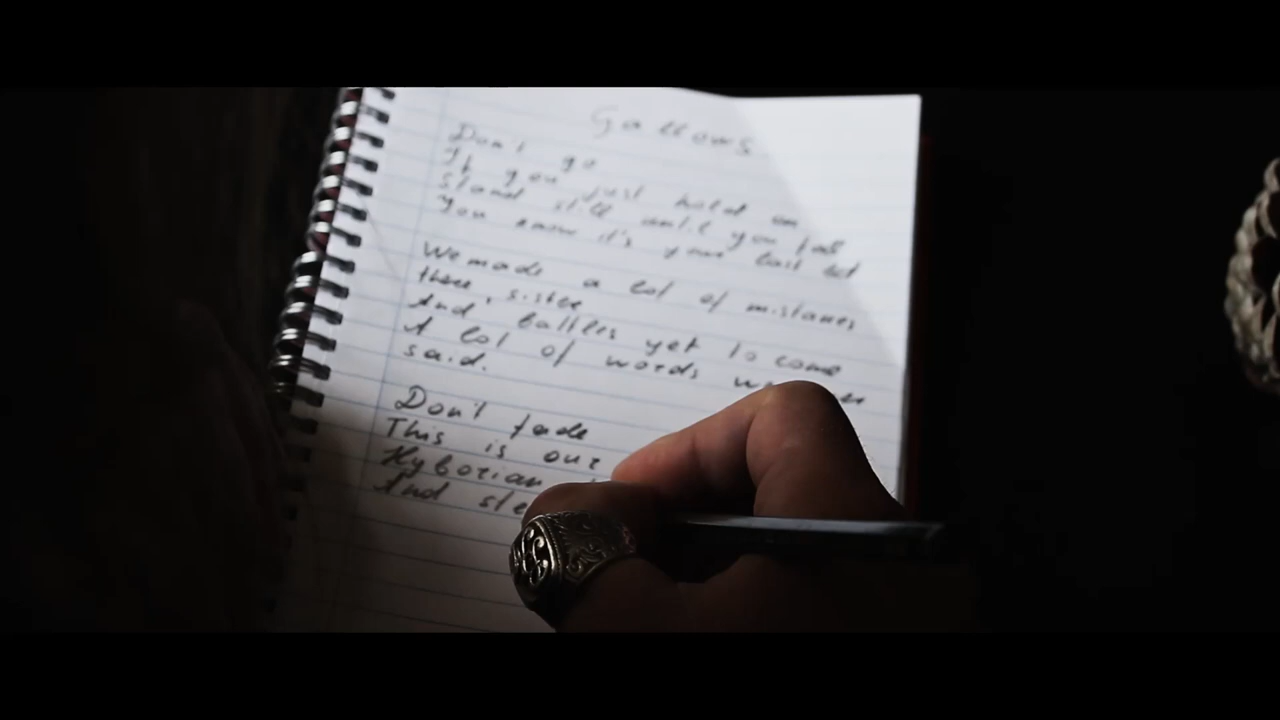 Gallows
Don't go
If you just hold on
Stand still until you fall
You know it's your last bet
We made a lot of mistakes
there sister
And battles yet to come
A lot of words
said.
Don't fade
This is our
Hyborian
And